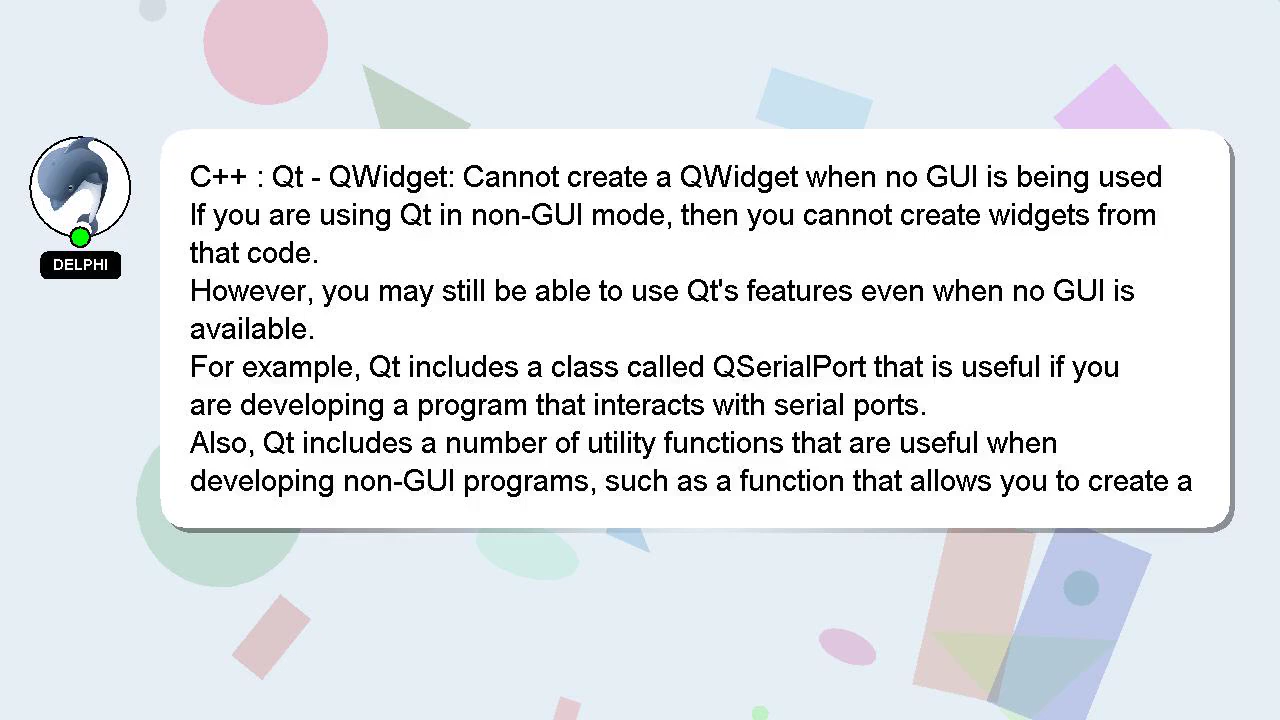 C++ : Qt - QWidget: Cannot create a QWidget when no GUI is being used
If you are using Qt in non-GUI mode, then you cannot create widgets from
that code.
However, you may still be able to use Qt's features even when no GUI is
available.
For example, Qt includes a class called QSerialPort that is useful if you
are developing a program that interacts with serial ports.
Also, Qt includes a number of utility functions that are useful when
developing non-GUI programs, such as a function that allows you to create a
DELPHI